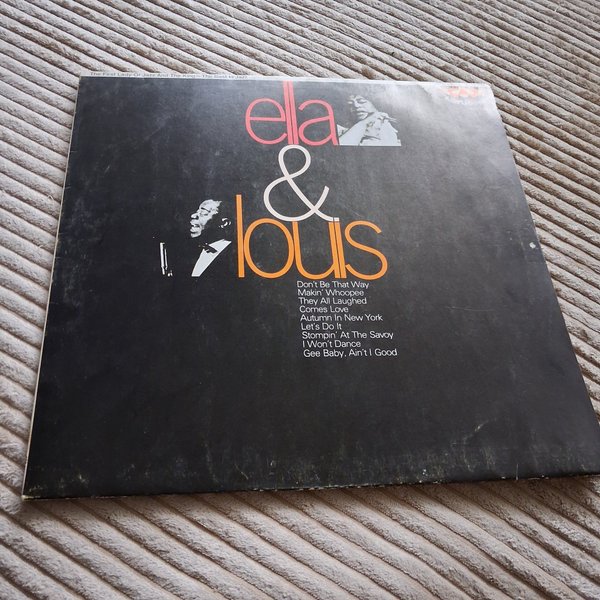 The First Lady Of Jazz And The King - The Best Of Jazz
ella
&
louis
Don't Be That Way
Makin' Whoopee
They All Laughed
Comes Love
Autumn In New York
Let's Do It
Stompin' At The Savoy
I Won't Dance
Gee Baby, Ain't I Good